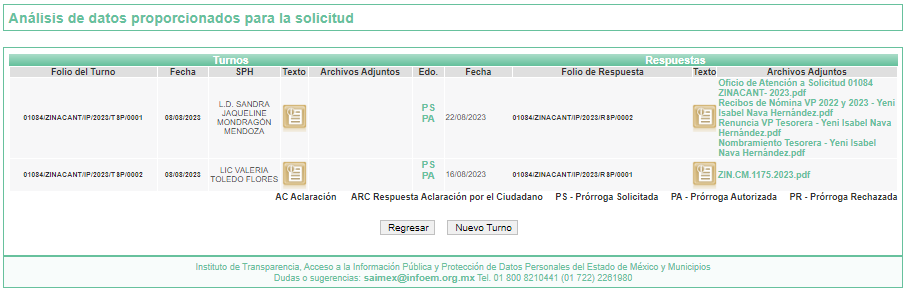 Análisis de datos proporcionados para la solicitud
Turnos Respuestas
Folio del Turno Fecha SPH Texto Archivos Adjuntos Edo. Fecha Folio de Respuesta Texto Archivos Adjuntos
01084/ZINACANT/IP/2023/TSP/0001 08/08/2023 L.D. SANDRA JAQUELINE MONDRAGÓN MENDOZA PS PA 22/08/2023 01084/ZINACANT/IP/2023/RSP/0002
Oficio de Atención a Solicitud 01084
ZINACANT- 2023.pdf
Recibos de Nómina VP 2022 y 2023 - Yeni
Isabel Nava Hernández.pdf
Renuncia VP Tesorera - Yeni Isabel Nava
Hernández.pdf
Nombramiento Tesorera - Yeni Isabel
Nava Hernández.pdf
01084/ZINACANT/IP/2023/TSP/0002 08/08/2023 LIC VALERIA TOLEDO FLORES PS PA 16/08/2023 01084/ZINACANT/IP/2023/RSP/0001 ZIN.CM.1175.2023.pdf
AC Aclaración ARC Respuesta Aclaración por el Ciudadano PS - Prórroga Solicitada PA - Prórroga Autorizada PR - Prórroga Rechazada
Regresar Nuevo Turno
Instituto de Transparencia, Acceso a la Información Pública y Protección de Datos Personales del Estado de México y Municipios
Dudas o sugerencias: saimex@infoem.org.mx Tel. 01 800 8210441 (01 722) 2261980